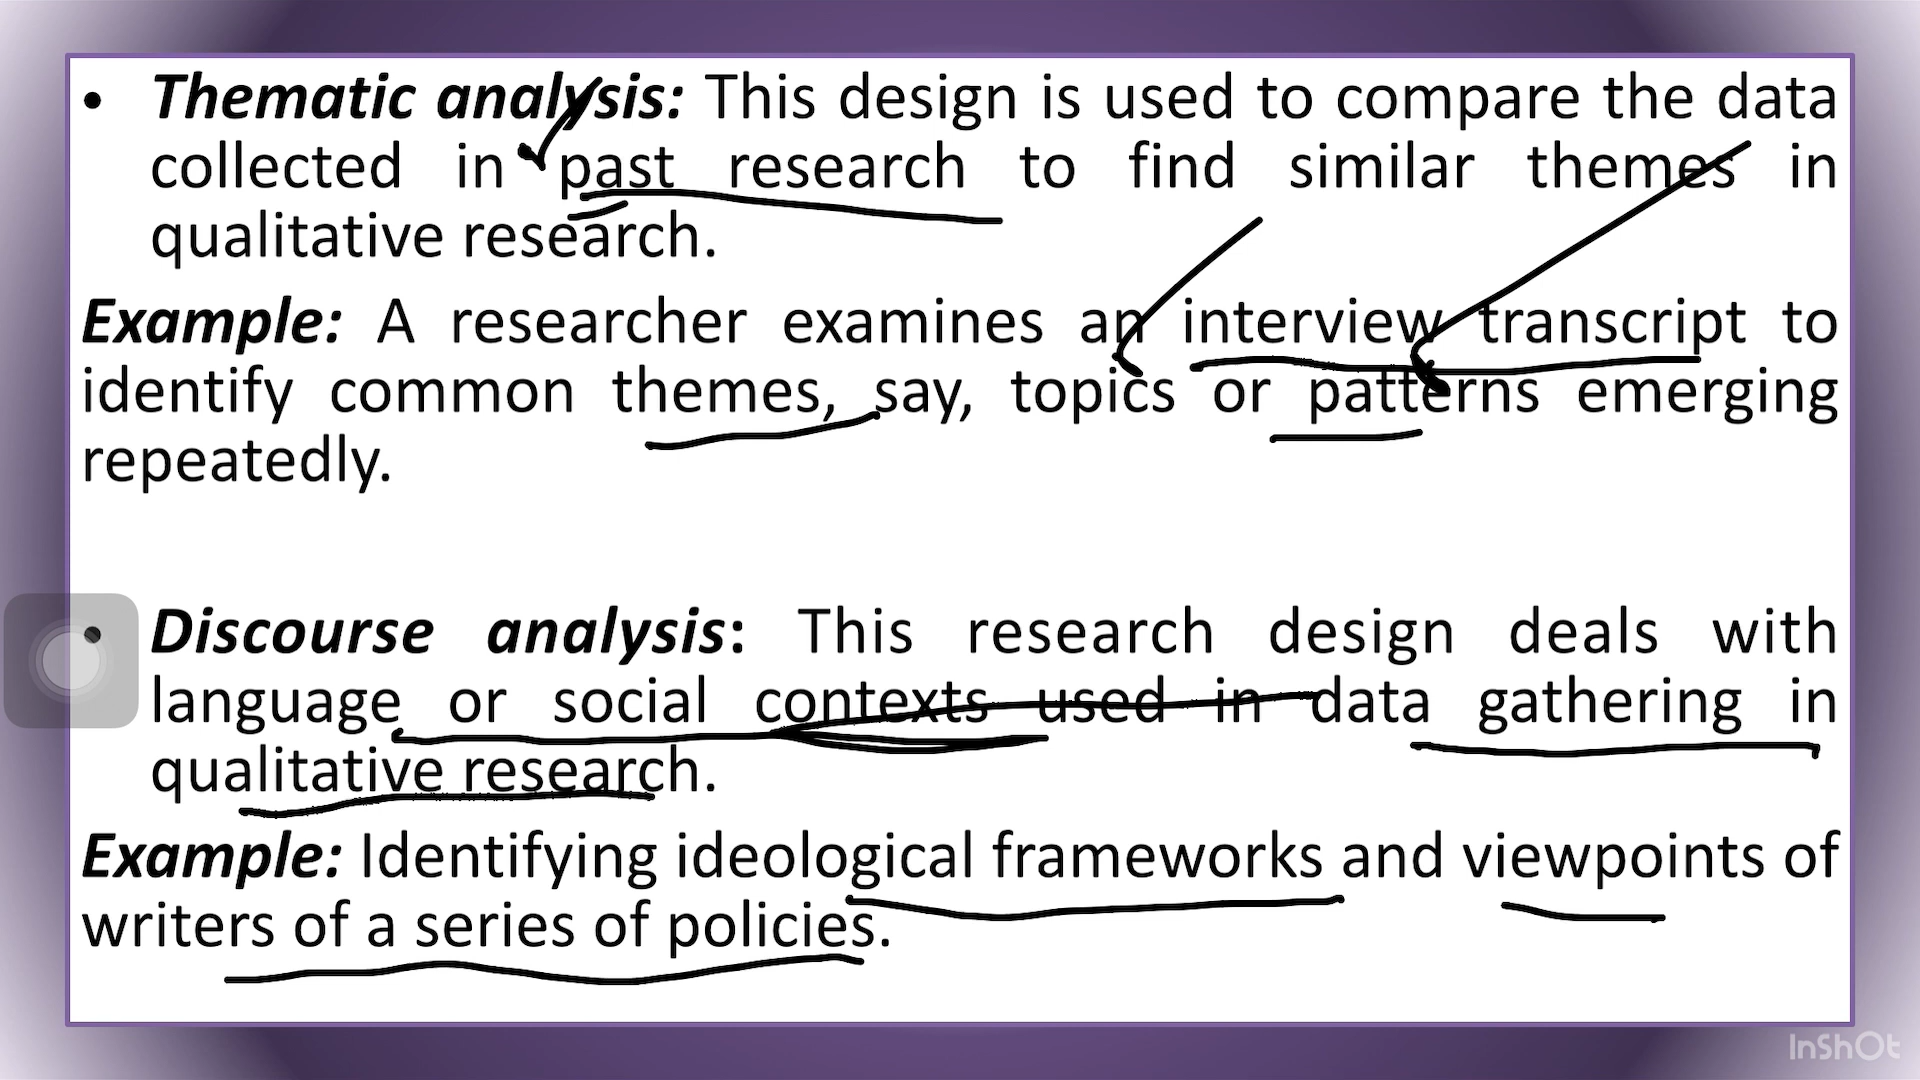 • Thematic analysis: This design is used to compare the data
collected in past research to find similar themes in
qualitative research.
Example: A researcher examines an interview transcript to
identify common themes, say, topics or patterns emerging
repeatedly.
• Discourse analysis: This research design deals with
language or social contexts used in data gathering in
qualitative research.
Example: Identifying ideological frameworks and viewpoints of
writers of a series of policies.
InShOt